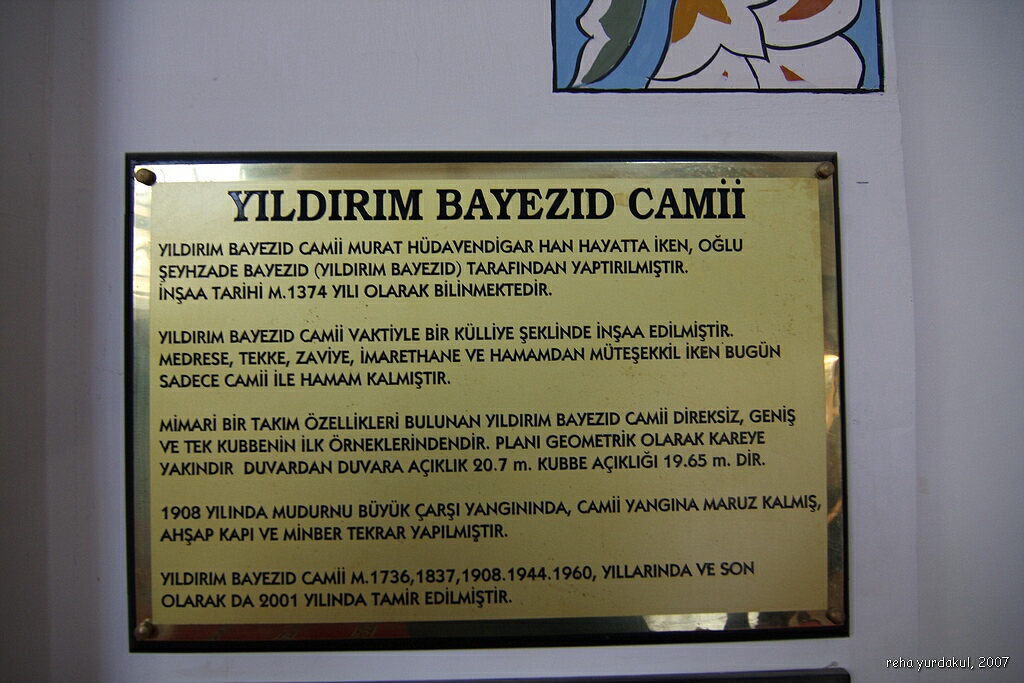 YILDIRIM BAYEZID CAMİİ
YILDIRIM BAYEZID CAMİİ MURAT HÜDAVENDİGAR HAN HAYATTA İKEN, OĞLU
ŞEYHZADE BAYEZID (YILDIRIM BAYEZID) TARAFINDAN YAPTIRILMIŞTIR.
İNŞAA TARİHİ M.1374 YILI OLARAK BİLİNMEKTEDİR.
YILDIRIM BAYEZID CAMİİ VAKTİYLE BİR KÜLLİYE ŞEKLİNDE İNŞAA EDİLMİŞTİR.
MEDRESE, TEKKE, ZAVİYE, İMARETHANE VE HAMAMDAN MÜTEŞEKKİL İKEN BUGÜN
SADECE CAMİİ İLE HAMAM KALMIŞTIR.
MİMARİ BİR TAKIM ÖZELLİKLERİ BULUNAN YILDIRIM BAYEZID CAMİİ DİREKSİZ, GENİŞ
VE TEK KUBBENİN İLK ÖRNEKLERİNDENDİR. PLANI GEOMETRİK OLARAK KAREYE
YAKINDIR DUVARDAN DUVARA AÇIKLIK 20.7 m. KUBBE AÇIKLIĞI 19.65 m. DİR.
1908 YILINDA MUDURNU BÜYÜK ÇARŞI YANGININDA, CAMİİ YANGINA MARUZ KALMIŞ,
AHŞAP KAPI VE MİNBER TEKRAR YAPILMIŞTIR.
YILDIRIM BAYEZID CAMİİ M.1736,1837,1908.1944.1960, YILLARINDA VE SON
OLARAK DA 2001 YILINDA TAMİR EDİLMİŞTİR.
reha yurdakul, 2007